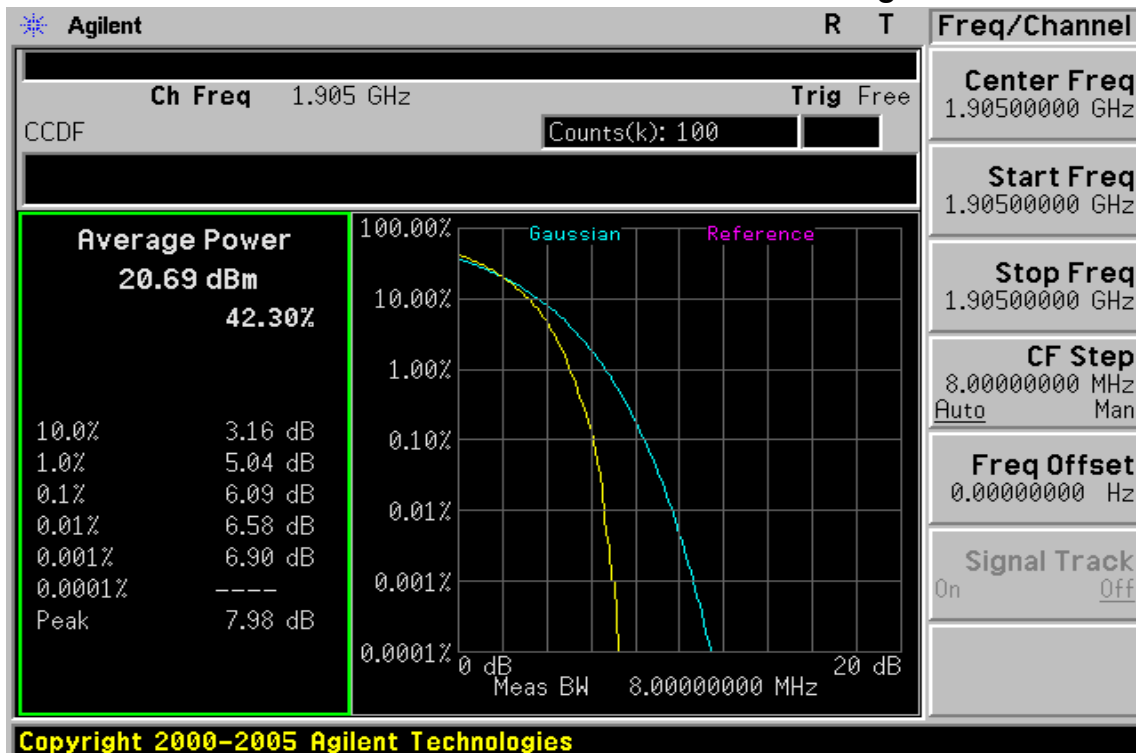 Agilent R T
Ch Freq 1.905 GHz Trig Free
CCDF Counts(k): 100
Average Power
20.69 dBm
42.30%
10.0% 3.16 dB
1.0% 5.04 dB
0.1% 6.09 dB
0.01% 6.58 dB
0.001% 6.90 dB
0.0001% ----
Peak 7.98 dB
Gaussian Reference
100.00%
10.00%
1.00%
0.10%
0.01%
0.001%
0.0001%
0 dB 20 dB
Meas BW 8.00000000 MHz
Freq/Channel
Center Freq
1.90500000 GHz
Start Freq
1.90500000 GHz
Stop Freq
1.90500000 GHz
CF Step
8.00000000 MHz
Auto Man
Freq Offset
0.00000000 Hz
Signal Track
On Off
Copyright 2000-2005 Agilent Technologies